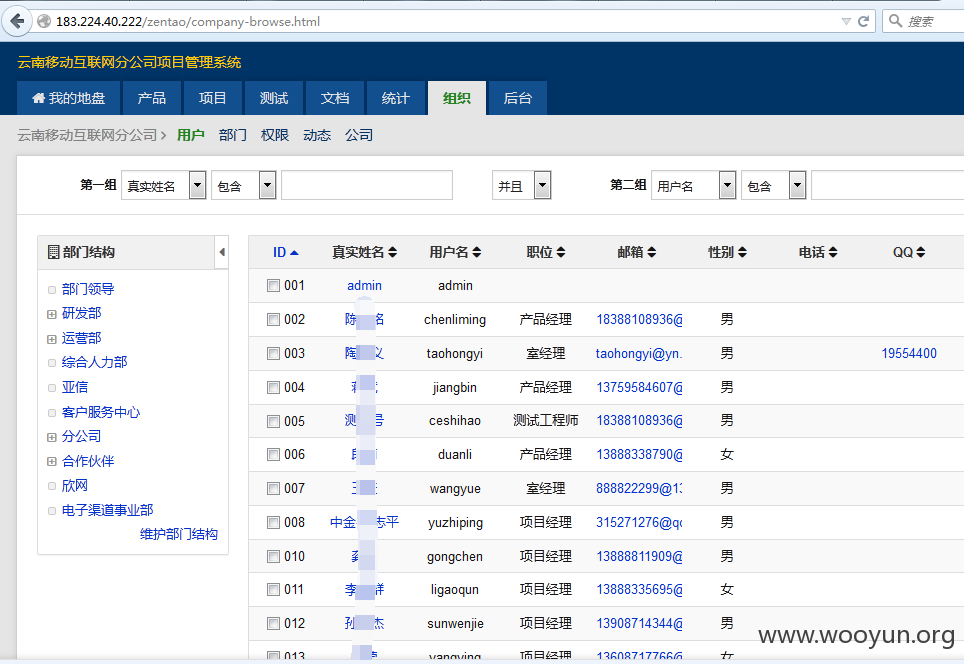 183.224.40.222/zentao/company-browse.html 搜索
云南移动互联网分公司项目管理系统
我的地盘 产品 项目 测试 文档 统计 组织 后台
云南移动互联网分公司 › 用户 部门 权限 动态 公司
第一组 真实姓名 包含 并且 第二组 用户名 包含
部门结构
部门领导
研发部
运营部
综合人力部
亚信
客户服务中心
分公司
合作伙伴
欣网
电子渠道事业部
维护部门结构
ID 真实姓名 用户名 职位 邮箱 性别 电话 QQ
001 admin admin
002 陈 名 chenliming 产品经理 18388108936@ 男
003 陶 义 taohongyi 室经理 taohongyi@yn. 男 19554400
004 jiangbin 产品经理 13759584607@ 男
005 测 号 ceshihao 测试工程师 18388108936@ 男
006 duanli 产品经理 13888338790@ 女
007 王 wangyue 室经理 888822299@13 男
008 中金 志平 yuzhiping 项目经理 315271276@qq 男
010 龚 gongchen 项目经理 13888811909@ 男
011 李 群 ligaoqun 项目经理 13888335695@ 女
012 孙 杰 sunwenjie 项目经理 13908714344@ 男
013 yangying 项目经理 13608717766@ 女
www.wooyun.org